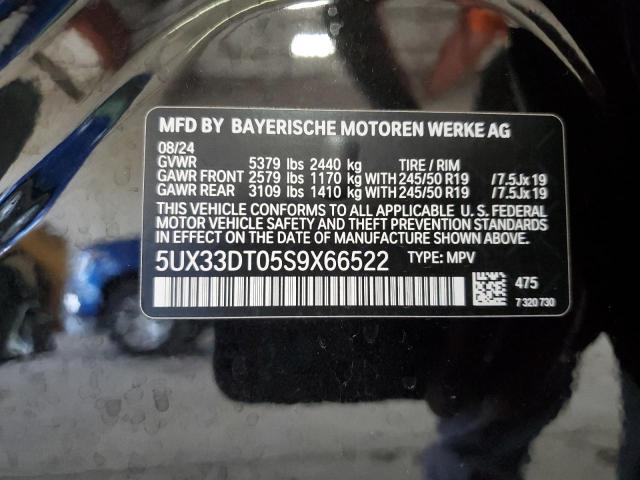 MFD BY BAYERISCHE MOTOREN WERKE AG
08/24
GVWR 5379 lbs 2440 kg TIRE / RIM
GAWR FRONT 2579 lbs 1170 kg WITH 245/50 R19 /7.5Jx19
GAWR REAR 3109 lbs 1410 kg WITH 245/50 R19 /7.5Jx19
THIS VEHICLE CONFORMS TO ALL APPLICABLE U. S. FEDERAL
MOTOR VEHICLE SAFETY AND THEFT PREVENTION STANDARDS
IN EFFECT ON THE DATE OF MANUFACTURE SHOWN ABOVE.
5UX33DT05S9X66522 TYPE: MPV
475
7 320 730